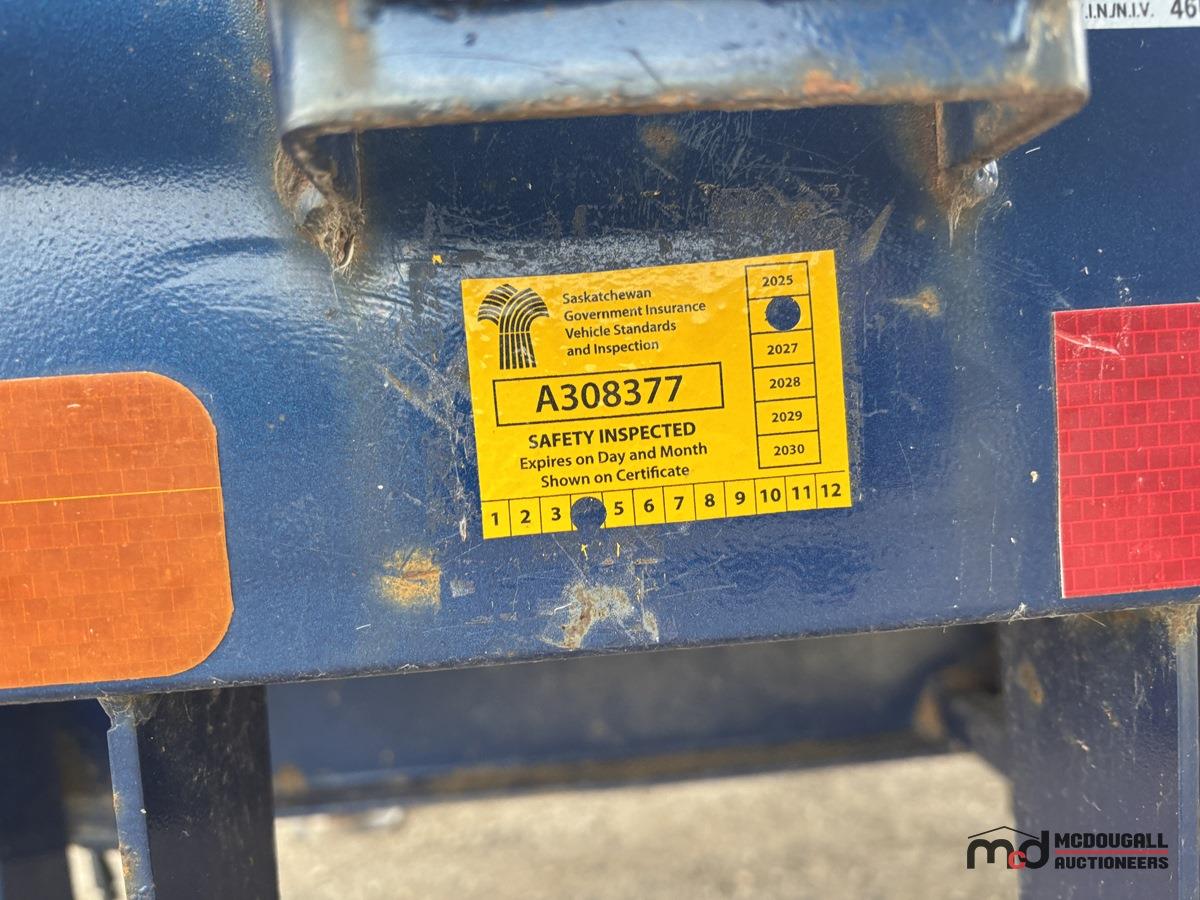 .I.N./N.I.V. 46
Saskatchewan
Government Insurance
Vehicle Standards
and Inspection
A308377
SAFETY INSPECTED
Expires on Day and Month
Shown on Certificate
2025
2027
2028
2029
2030
1 2 3 5 6 7 8 9 10 11 12
mcd MCDOUGALL
AUCTIONEERS